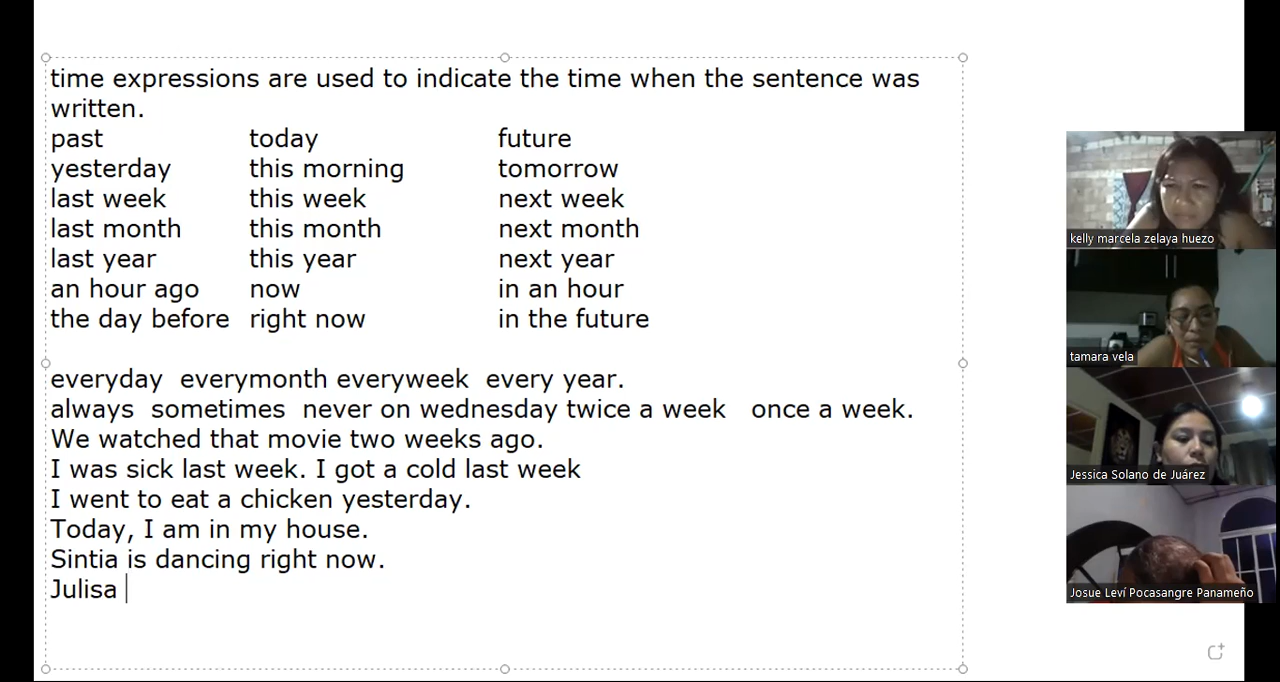 time expressions are used to indicate the time when the sentence was
written.
past today future
yesterday this morning tomorrow
last week this week next week
last month this month next month
last year this year next year
an hour ago now in an hour
the day before right now in the future
everyday everymonth everyweek every year.
always sometimes never on wednesday twice a week once a week.
We watched that movie two weeks ago.
I was sick last week. I got a cold last week
I went to eat a chicken yesterday.
Today, I am in my house.
Sintia is dancing right now.
Julisa
kelly marcela zelaya huezo
tamara vela
Jessica Solano de Juárez
Josue Leví Pocasangre Panameño